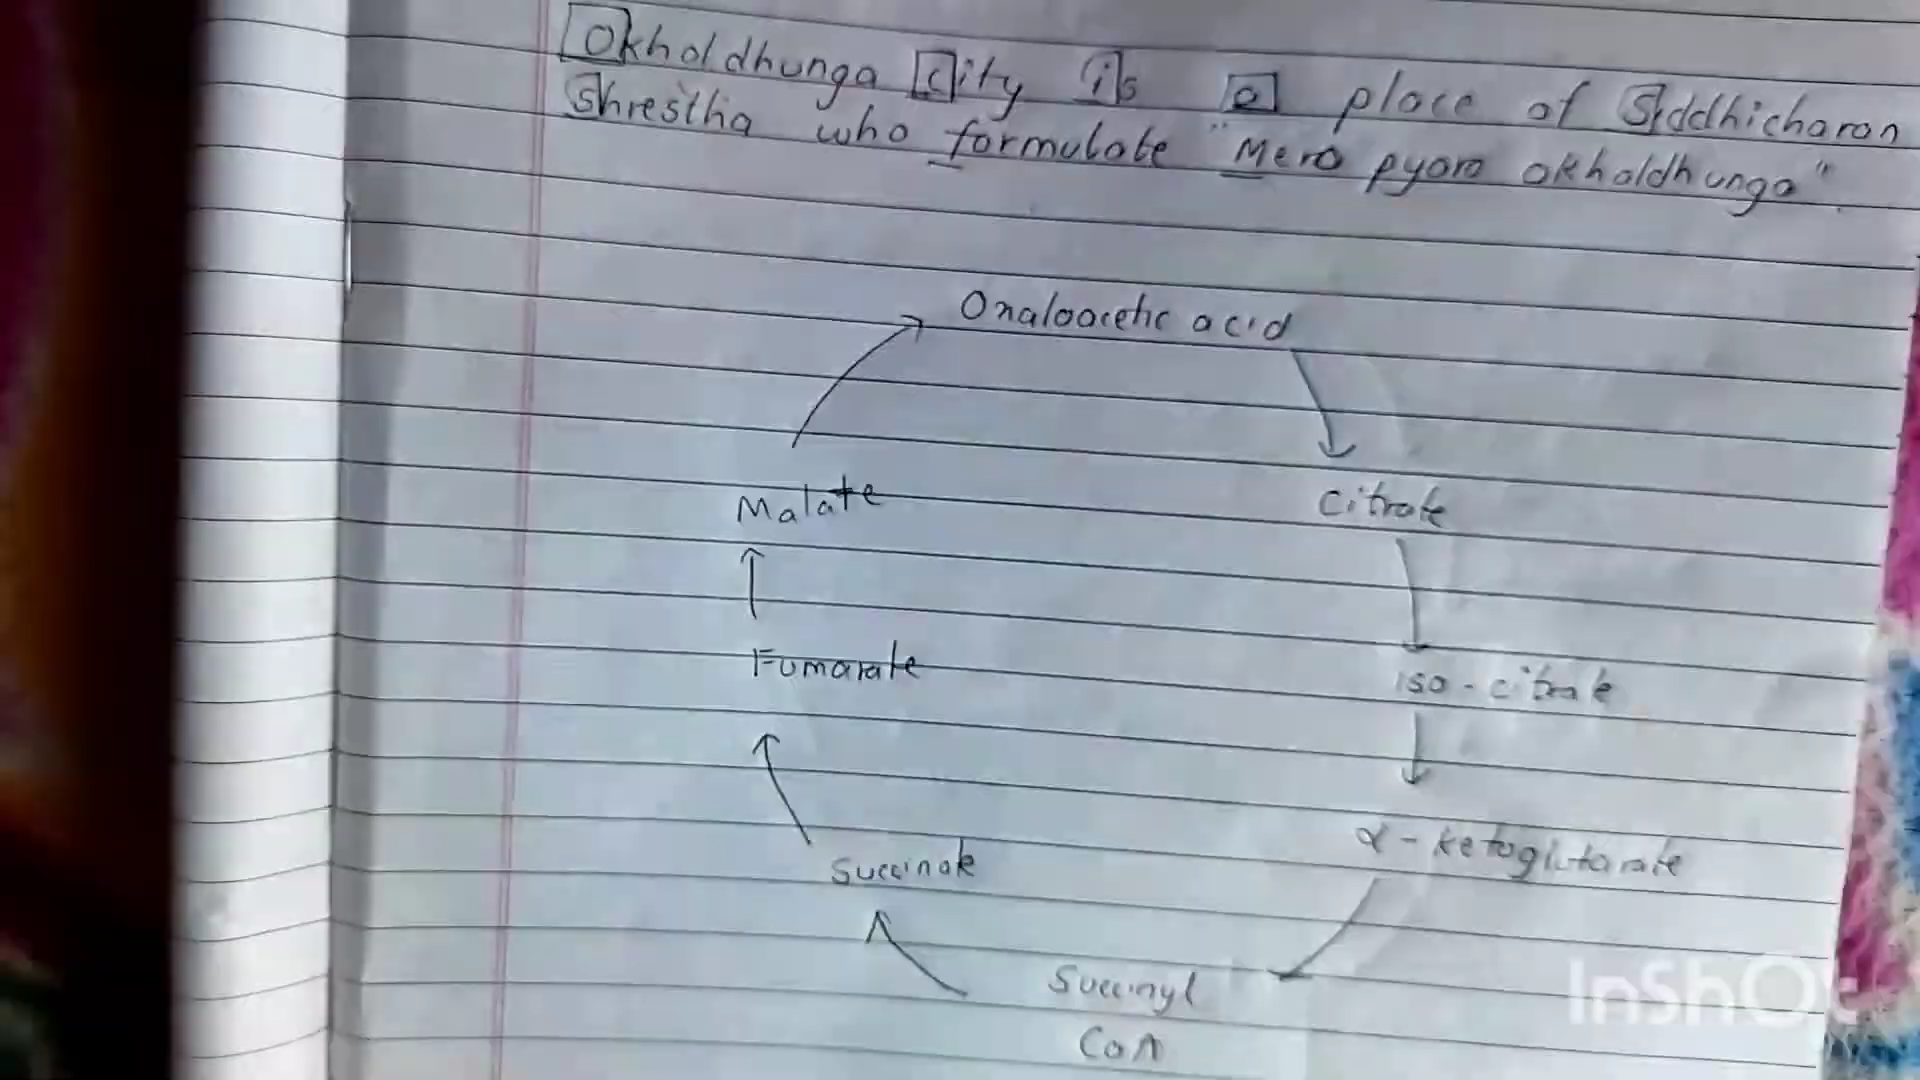 Okholdhunga City is a place of Siddhicharan
Shrestha who formulate "Mero pyaro okholdhunga".
Oxaloacetic acid
Malate
Citrate
Fumarate
iso-citrate
α-ketoglutarate
Succinate
Succinyl
CoA
InShOt